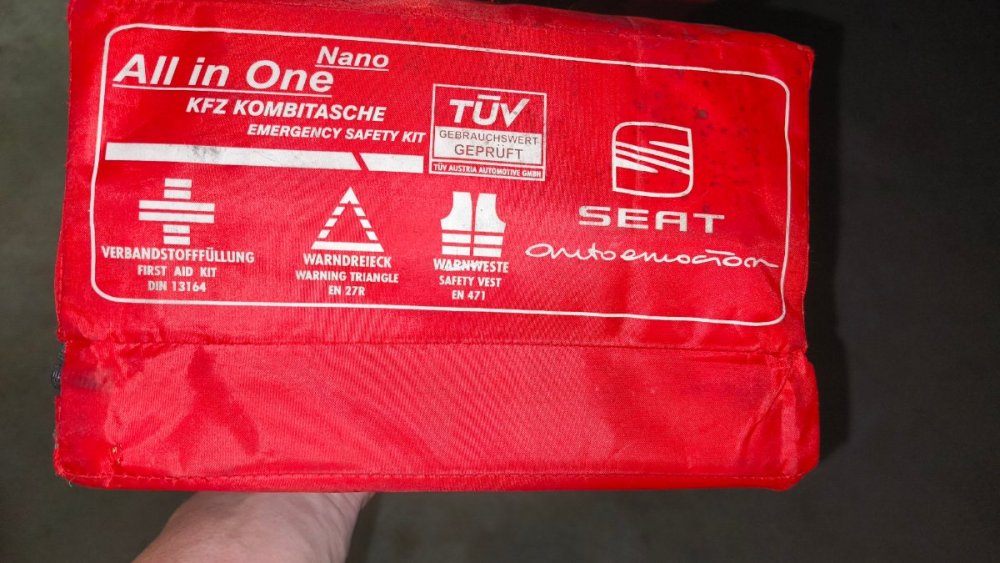 Nano
All in One
KFZ KOMBITASCHE
EMERGENCY SAFETY KIT
TÜV
GEBRAUCHSWERT
GEPRÜFT
TÜV AUSTRIA AUTOMOTIVE GMBH
SEAT
autoemoción
VERBANDSTOFFFÜLLUNG
FIRST AID KIT
DIN 13164
WARNDREIECK
WARNING TRIANGLE
EN 27R
WARNWESTE
SAFETY VEST
EN 471